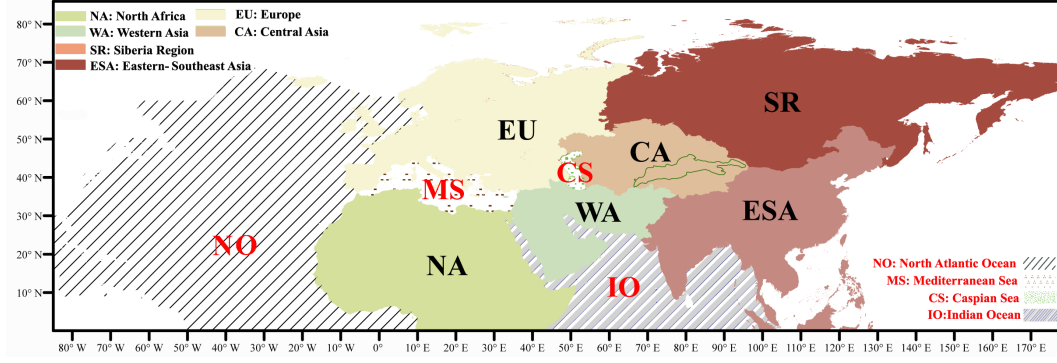 NA: North Africa
EU: Europe
WA: Western Asia
CA: Central Asia
SR: Siberia Region
ESA: Eastern- Southeast Asia
80° N
70° N
60° N
50° N
40° N
30° N
20° N
10° N
EU
SR
CA
CS
MS
WA
ESA
NO
NA
IO
NO: North Atlantic Ocean
MS: Mediterranean Sea
CS: Caspian Sea
IO:Indian Ocean
80° W 70° W 60° W 50° W 40° W 30° W 20° W 10° W 0° 10° E 20° E 30° E 40° E 50° E 60° E 70° E 80° E 90° E 100° E 110° E 120° E 130° E 140° E 150° E 160° E 170° E